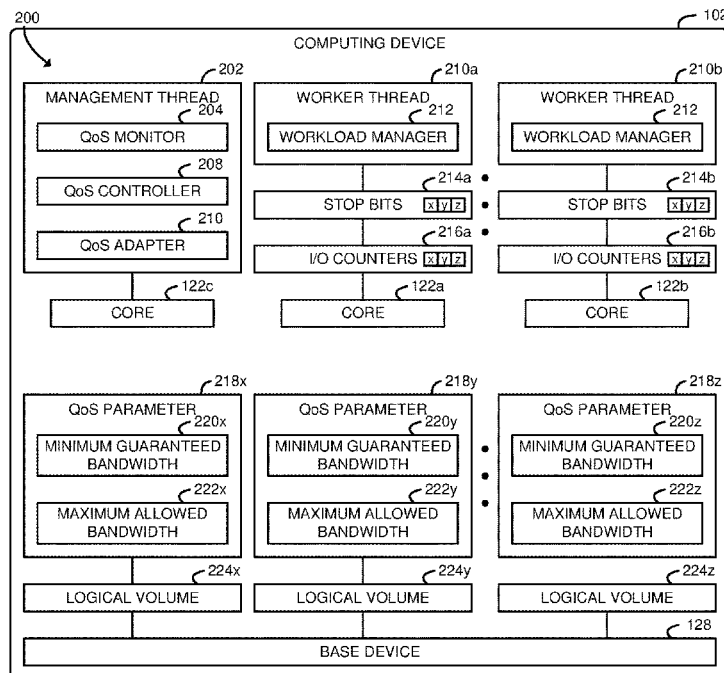 200
102
COMPUTING DEVICE
202
210a
210b
MANAGEMENT THREAD
WORKER THREAD
WORKER THREAD
204
212
212
QoS MONITOR
WORKLOAD MANAGER
WORKLOAD MANAGER
208
214a
214b
QoS CONTROLLER
STOP BITS x y z
STOP BITS x y z
210
216a
216b
QoS ADAPTER
I/O COUNTERS x y z
I/O COUNTERS x y z
122c
122a
122b
CORE
CORE
CORE
218x
218y
218z
QoS PARAMETER
QoS PARAMETER
QoS PARAMETER
220x
220y
220z
MINIMUM GUARANTEED
BANDWIDTH
MINIMUM GUARANTEED
BANDWIDTH
MINIMUM GUARANTEED
BANDWIDTH
222x
222y
222z
MAXIMUM ALLOWED
BANDWIDTH
MAXIMUM ALLOWED
BANDWIDTH
MAXIMUM ALLOWED
BANDWIDTH
224x
224y
224z
LOGICAL VOLUME
LOGICAL VOLUME
LOGICAL VOLUME
128
BASE DEVICE